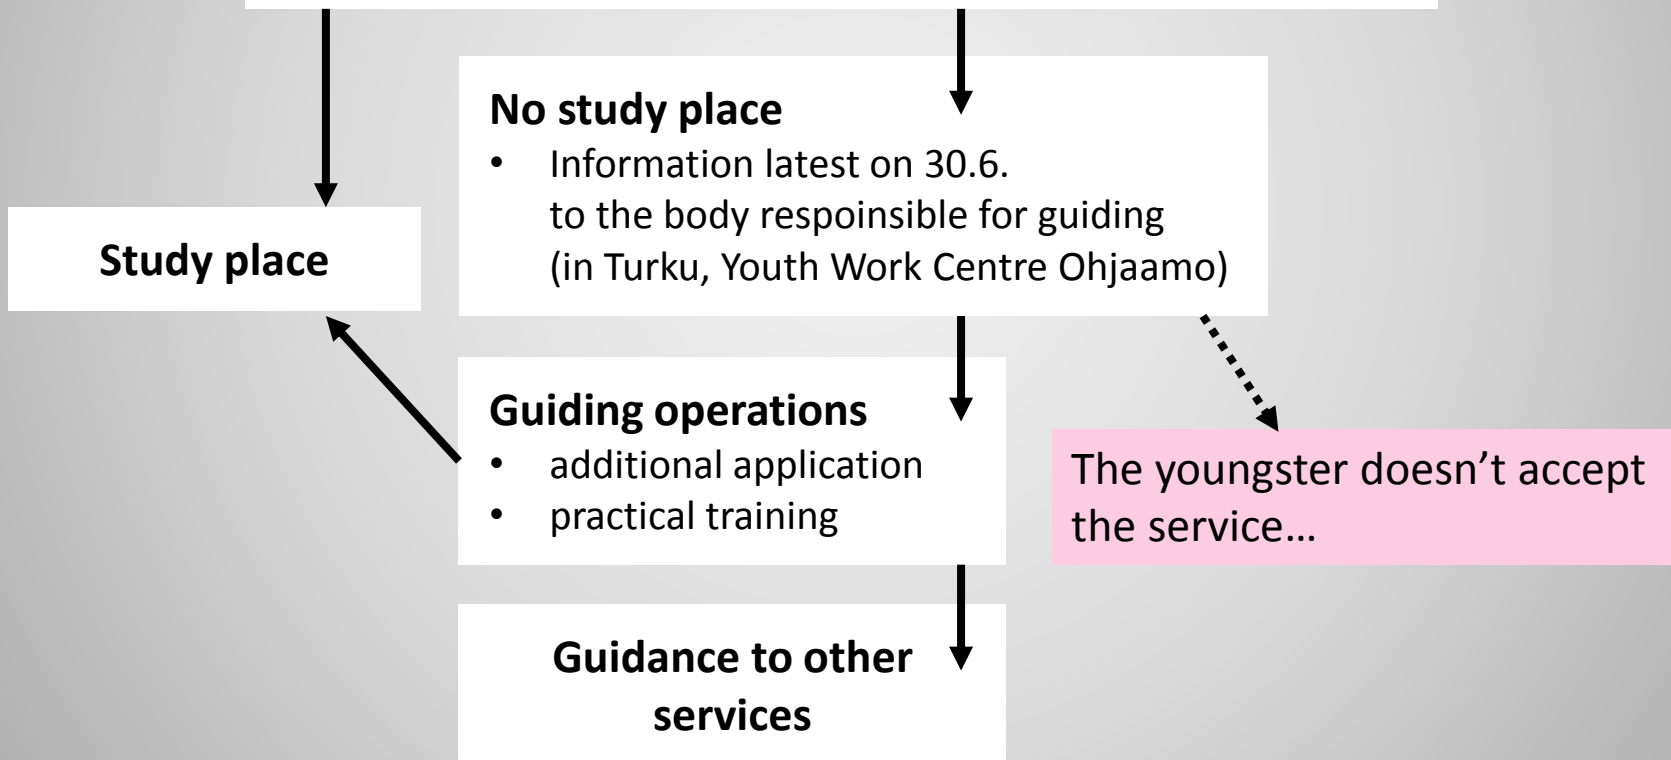 No study place
• Information latest on 30.6.
to the body respoinsible for guiding
(in Turku, Youth Work Centre Ohjaamo)
Study place
Guiding operations
• additional application
• practical training
The youngster doesn’t accept
the service…
Guidance to other
services